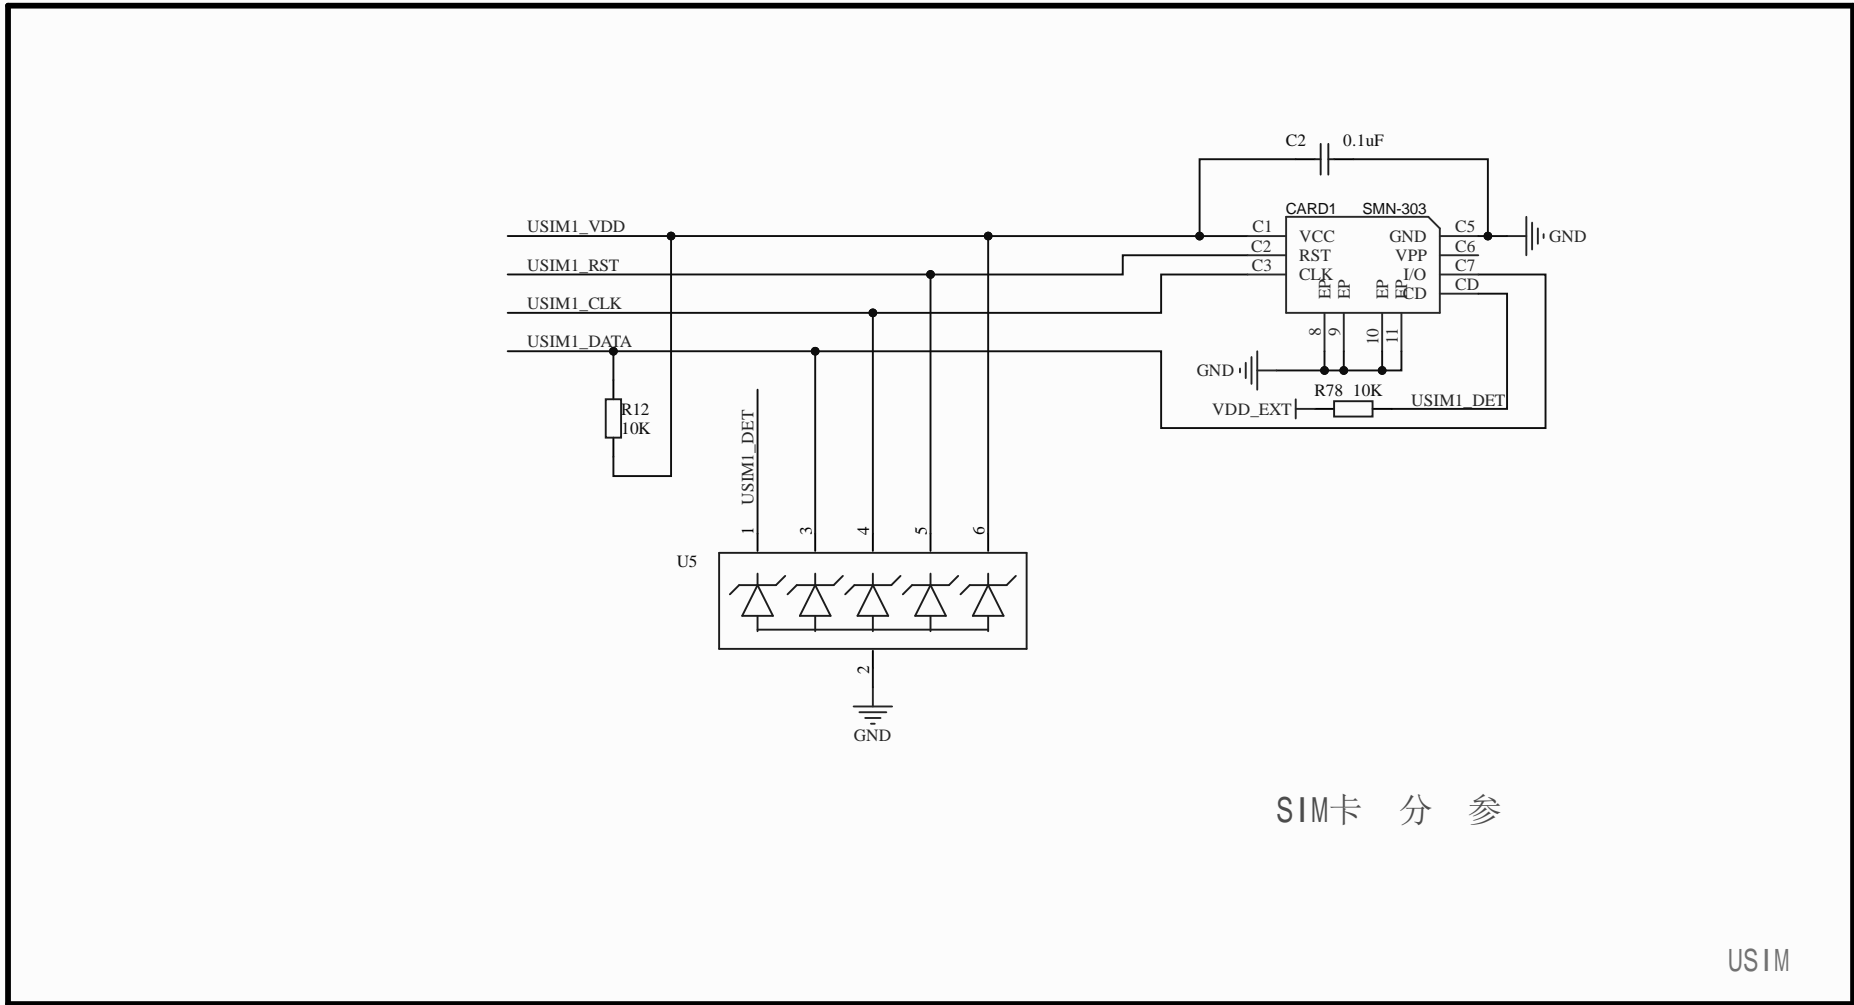 C2 0.1uF
CARD1 SMN-303
USIM1_VDD
C1 VCC GND C5
GND
C2 RST VPP C6
USIM1_RST
C3 CLK I/O C7
EP EP EP EP CD CD
USIM1_CLK
8 9 10 11
USIM1_DATA
GND
R78 10K
VDD_EXT USIM1_DET
R12
10K
USIM1_DET
1 3 4 5 6
U5
2
GND
SIM卡 分 参
USIM